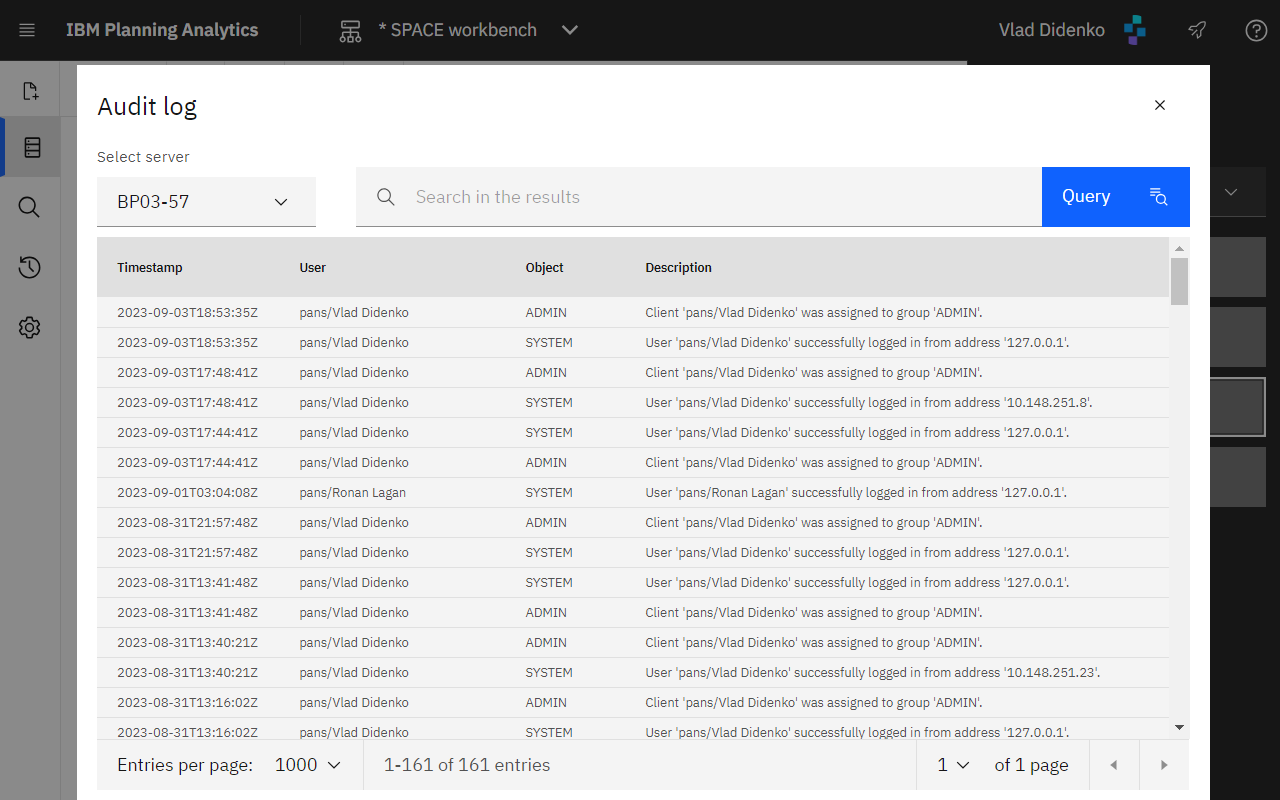 IBM Planning Analytics
* SPACE workbench
Vlad Didenko
Audit log
Select server
BP03-57
Search in the results
Query
Timestamp User Object Description
2023-09-03T18:53:35Z pans/Vlad Didenko ADMIN Client 'pans/Vlad Didenko' was assigned to group 'ADMIN'.
2023-09-03T18:53:35Z pans/Vlad Didenko SYSTEM User 'pans/Vlad Didenko' successfully logged in from address '127.0.0.1'.
2023-09-03T17:48:41Z pans/Vlad Didenko ADMIN Client 'pans/Vlad Didenko' was assigned to group 'ADMIN'.
2023-09-03T17:48:41Z pans/Vlad Didenko SYSTEM User 'pans/Vlad Didenko' successfully logged in from address '10.148.251.8'.
2023-09-03T17:44:41Z pans/Vlad Didenko SYSTEM User 'pans/Vlad Didenko' successfully logged in from address '127.0.0.1'.
2023-09-03T17:44:41Z pans/Vlad Didenko ADMIN Client 'pans/Vlad Didenko' was assigned to group 'ADMIN'.
2023-09-01T03:04:08Z pans/Ronan Lagan SYSTEM User 'pans/Ronan Lagan' successfully logged in from address '127.0.0.1'.
2023-08-31T21:57:48Z pans/Vlad Didenko ADMIN Client 'pans/Vlad Didenko' was assigned to group 'ADMIN'.
2023-08-31T21:57:48Z pans/Vlad Didenko SYSTEM User 'pans/Vlad Didenko' successfully logged in from address '127.0.0.1'.
2023-08-31T13:41:48Z pans/Vlad Didenko SYSTEM User 'pans/Vlad Didenko' successfully logged in from address '127.0.0.1'.
2023-08-31T13:41:48Z pans/Vlad Didenko ADMIN Client 'pans/Vlad Didenko' was assigned to group 'ADMIN'.
2023-08-31T13:40:21Z pans/Vlad Didenko ADMIN Client 'pans/Vlad Didenko' was assigned to group 'ADMIN'.
2023-08-31T13:40:21Z pans/Vlad Didenko SYSTEM User 'pans/Vlad Didenko' successfully logged in from address '10.148.251.23'.
2023-08-31T13:16:02Z pans/Vlad Didenko ADMIN Client 'pans/Vlad Didenko' was assigned to group 'ADMIN'.
2023-08-31T13:16:02Z pans/Vlad Didenko SYSTEM User 'pans/Vlad Didenko' successfully logged in from address '127.0.0.1'.
Entries per page: 1000 1-161 of 161 entries 1 of 1 page